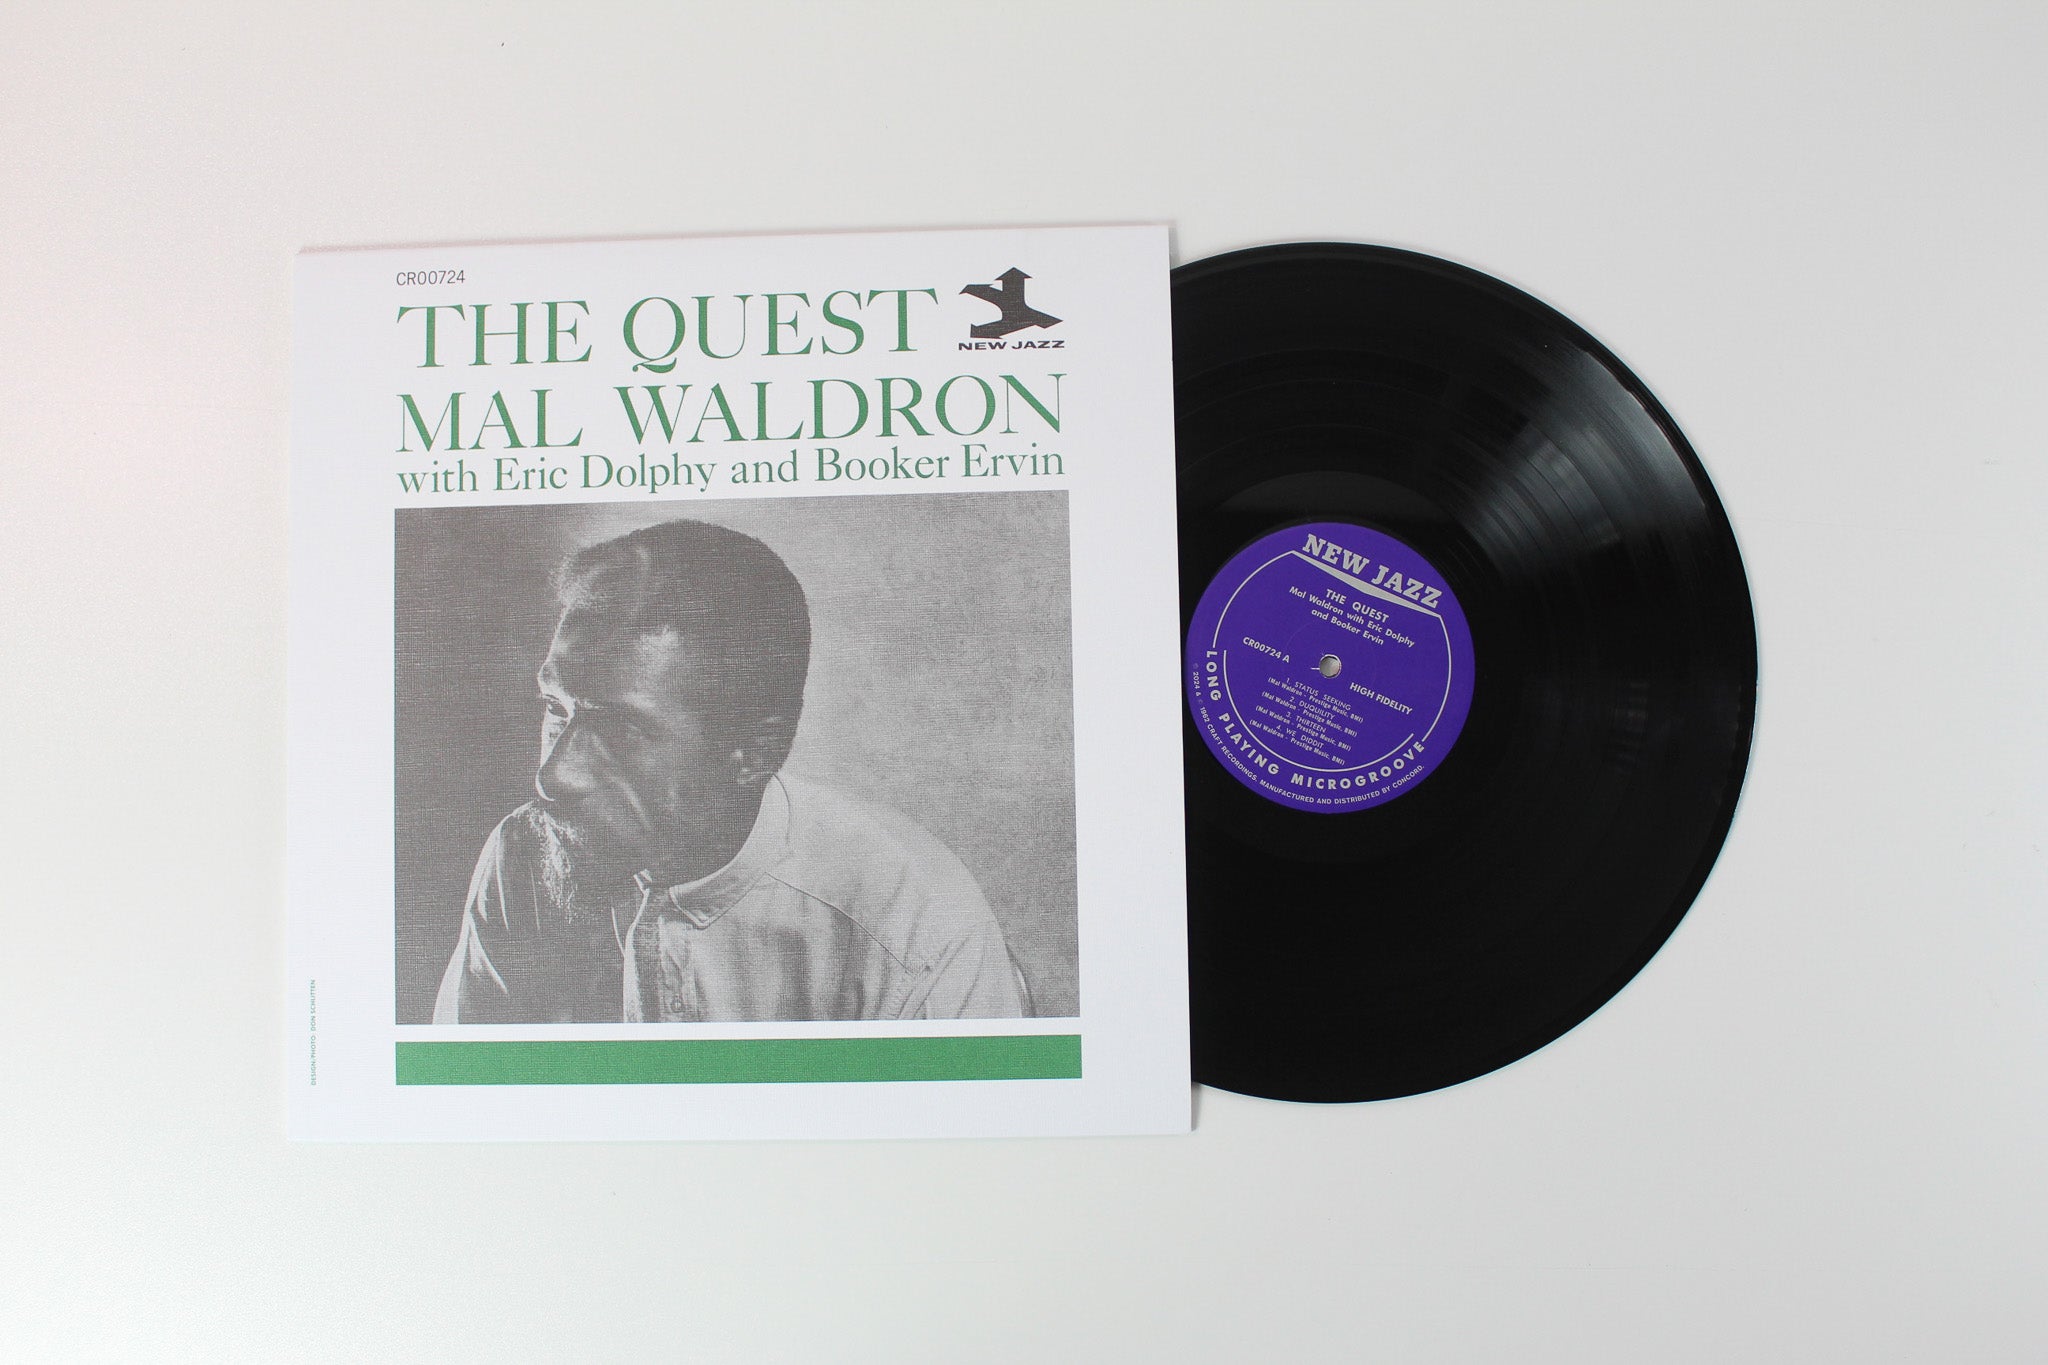 CR00724
THE QUEST
NEW JAZZ
MAL WALDRON
with Eric Dolphy and Booker Ervin
DESIGN/PHOTO: DON SCHLITTEN
NEW JAZZ
THE QUEST
Mal Waldron with Eric Dolphy
and Booker Ervin
CR00724 A
HIGH FIDELITY
1. STATUS SEEKING
(Mal Waldron - Prestige Music, BMI)
2. DUQUILITY
(Mal Waldron - Prestige Music, BMI)
3. THIRTEEN
(Mal Waldron - Prestige Music, BMI)
4. WE DIDDIT
(Mal Waldron - Prestige Music, BMI)
LONG PLAYING MICROGROOVE
℗ 2024 & © 1962 CRAFT RECORDINGS. MANUFACTURED AND DISTRIBUTED BY CONCORD.